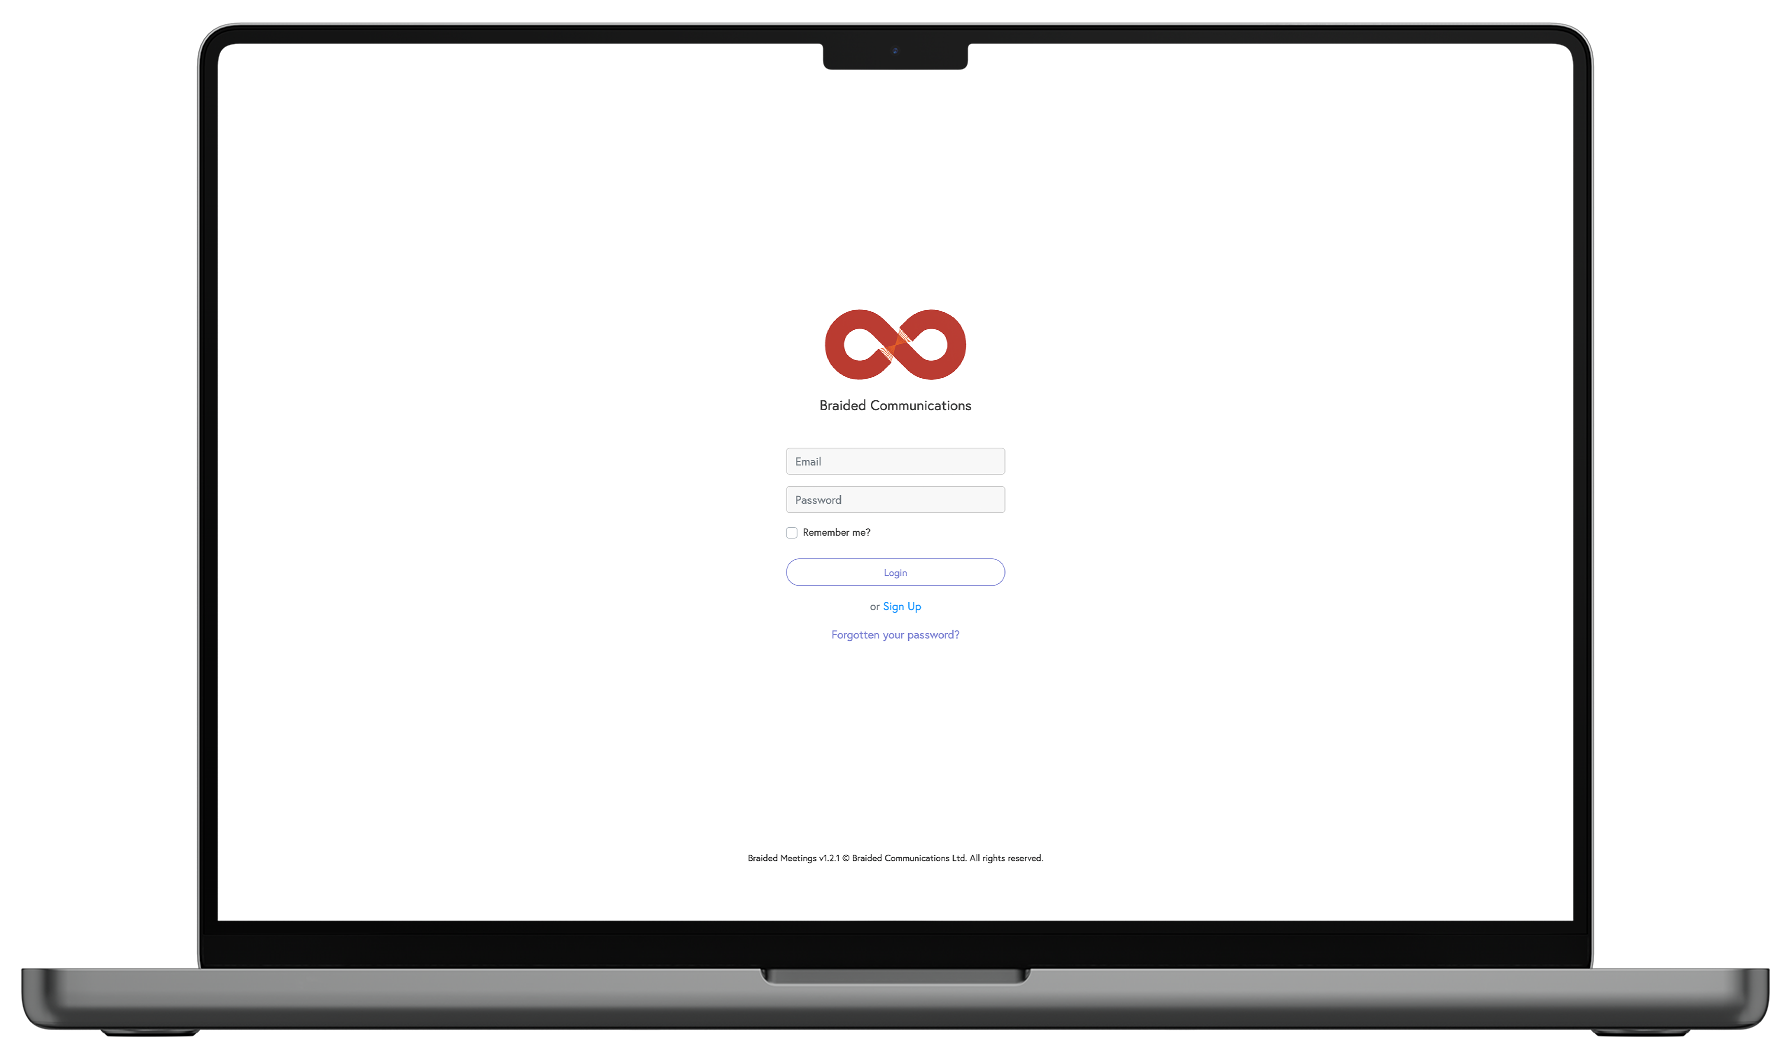 Braided Communications
Email
Password
Remember me?
Login
or Sign Up
Forgotten your password?
Braided Meetings v1.2.1 © Braided Communications Ltd. All rights reserved.